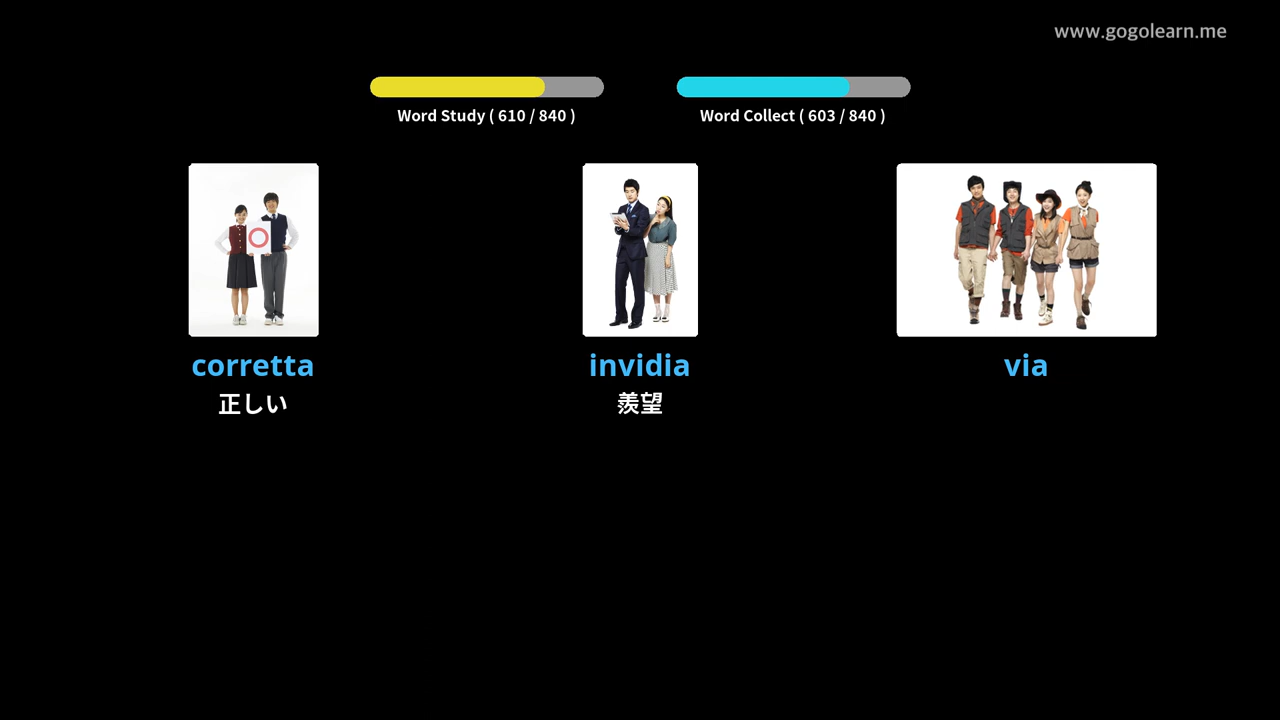 www.gogolearn.me
Word Study ( 610 / 840 )
Word Collect ( 603 / 840 )
corretta
invidia
via
正しい
羨望